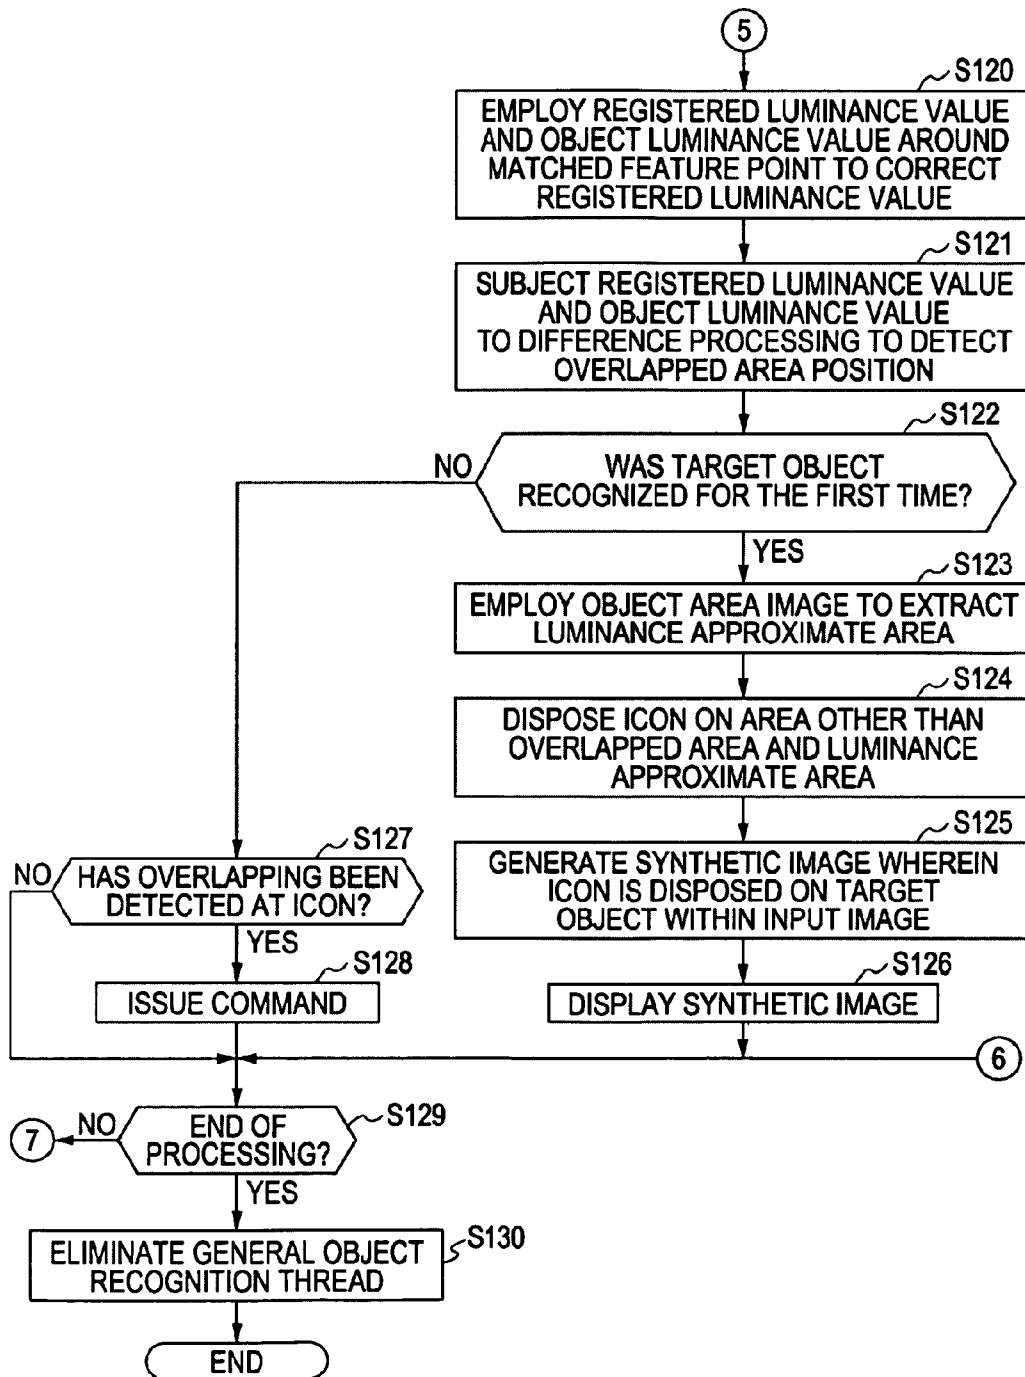 5
S120
EMPLOY REGISTERED LUMINANCE VALUE
AND OBJECT LUMINANCE VALUE AROUND
MATCHED FEATURE POINT TO CORRECT
REGISTERED LUMINANCE VALUE
S121
SUBJECT REGISTERED LUMINANCE VALUE
AND OBJECT LUMINANCE VALUE
TO DIFFERENCE PROCESSING TO DETECT
OVERLAPPED AREA POSITION
S122
NO
WAS TARGET OBJECT
RECOGNIZED FOR THE FIRST TIME?
YES
S123
EMPLOY OBJECT AREA IMAGE TO EXTRACT
LUMINANCE APPROXIMATE AREA
S124
DISPOSE ICON ON AREA OTHER THAN
OVERLAPPED AREA AND LUMINANCE
APPROXIMATE AREA
S125
GENERATE SYNTHETIC IMAGE WHEREIN
ICON IS DISPOSED ON TARGET
OBJECT WITHIN INPUT IMAGE
S126
DISPLAY SYNTHETIC IMAGE
S127
NO
HAS OVERLAPPING BEEN
DETECTED AT ICON?
YES
S128
ISSUE COMMAND
6
S129
7
NO
END OF
PROCESSING?
YES
S130
ELIMINATE GENERAL OBJECT
RECOGNITION THREAD
END